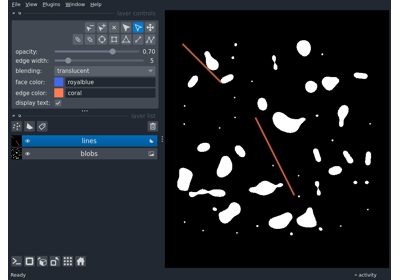 File View Plugins Window Help
layer controls
opacity: 0.70
edge width: 5
blending: translucent
face color: royalblue
edge color: coral
display text:
layer list
lines
blobs
Ready
activity